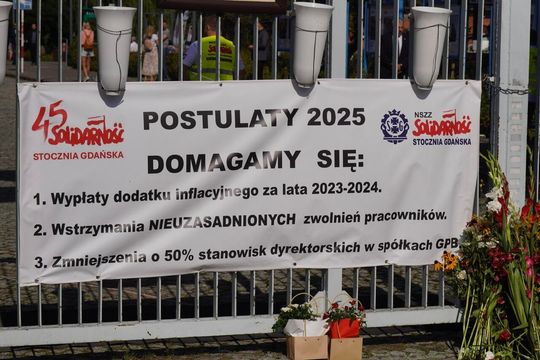 45
SOLIDARNOŚĆ
STOCZNIA GDAŃSKA
POSTULATY 2025
DOMAGAMY SIĘ:
NSZZ
SOLIDARNOŚĆ
STOCZNIA GDAŃSKA
1. Wypłaty dodatku inflacyjnego za lata 2023-2024.
2. Wstrzymania NIEUZASADNIONYCH zwolnień pracowników.
3. Zmniejszenia o 50% stanowisk dyrektorskich w spółkach GPB